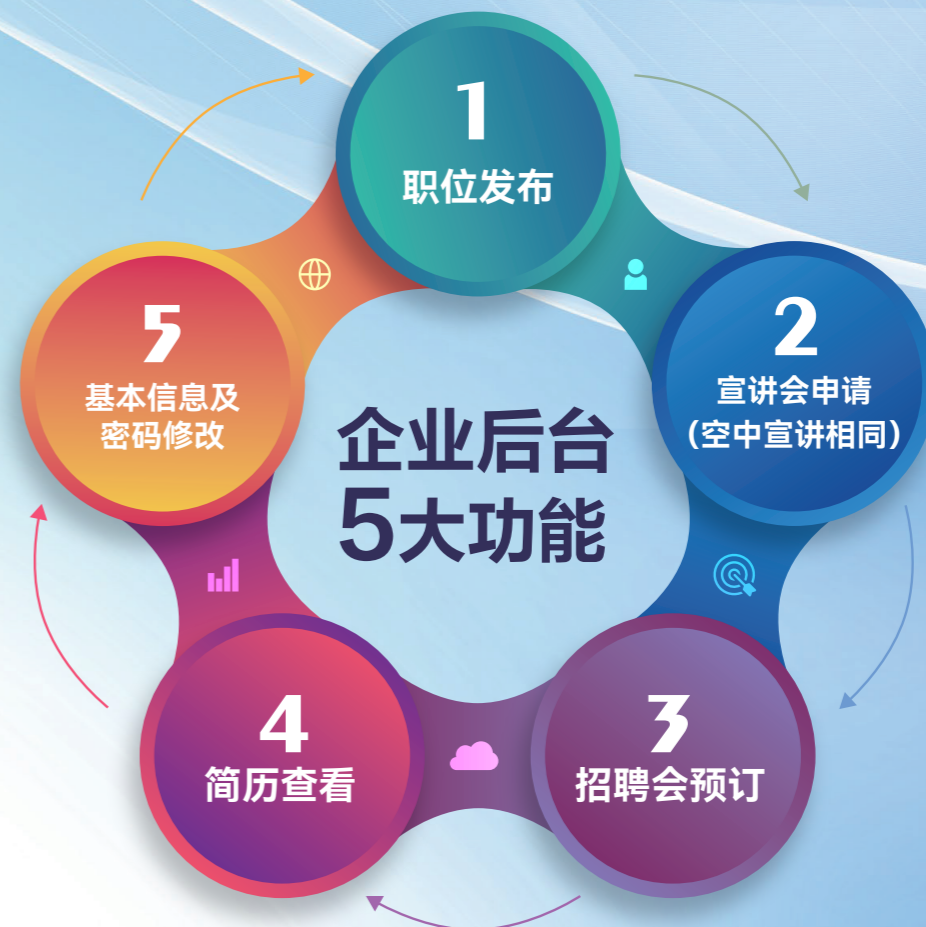 1
职位发布
2
宣讲会申请
（空中宣讲相同）
3
招聘会预订
4
简历查看
5
基本信息及
密码修改
企业后台
5大功能